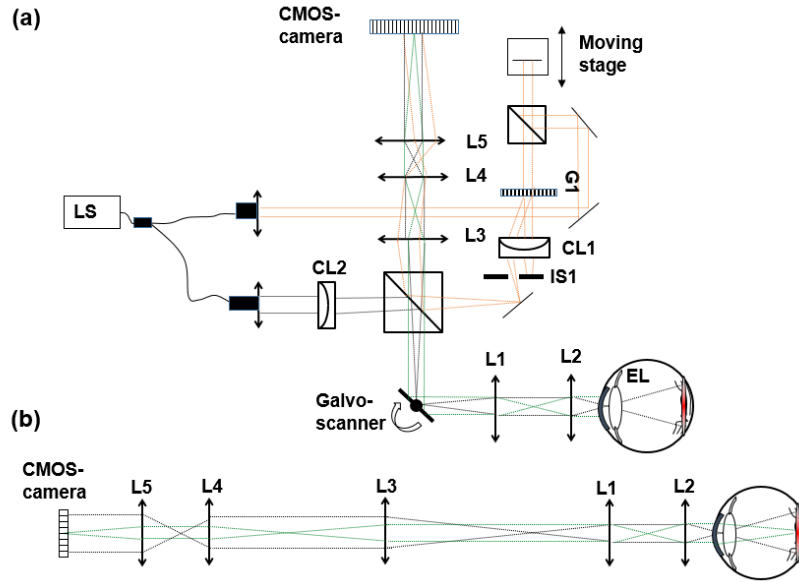 (a)
CMOS-
camera
Moving
stage
L5
L4
G1
LS
L3
CL1
CL2
IS1
L1
L2
EL
Galvo-
scanner
(b)
CMOS-
camera
L5
L4
L3
L1
L2